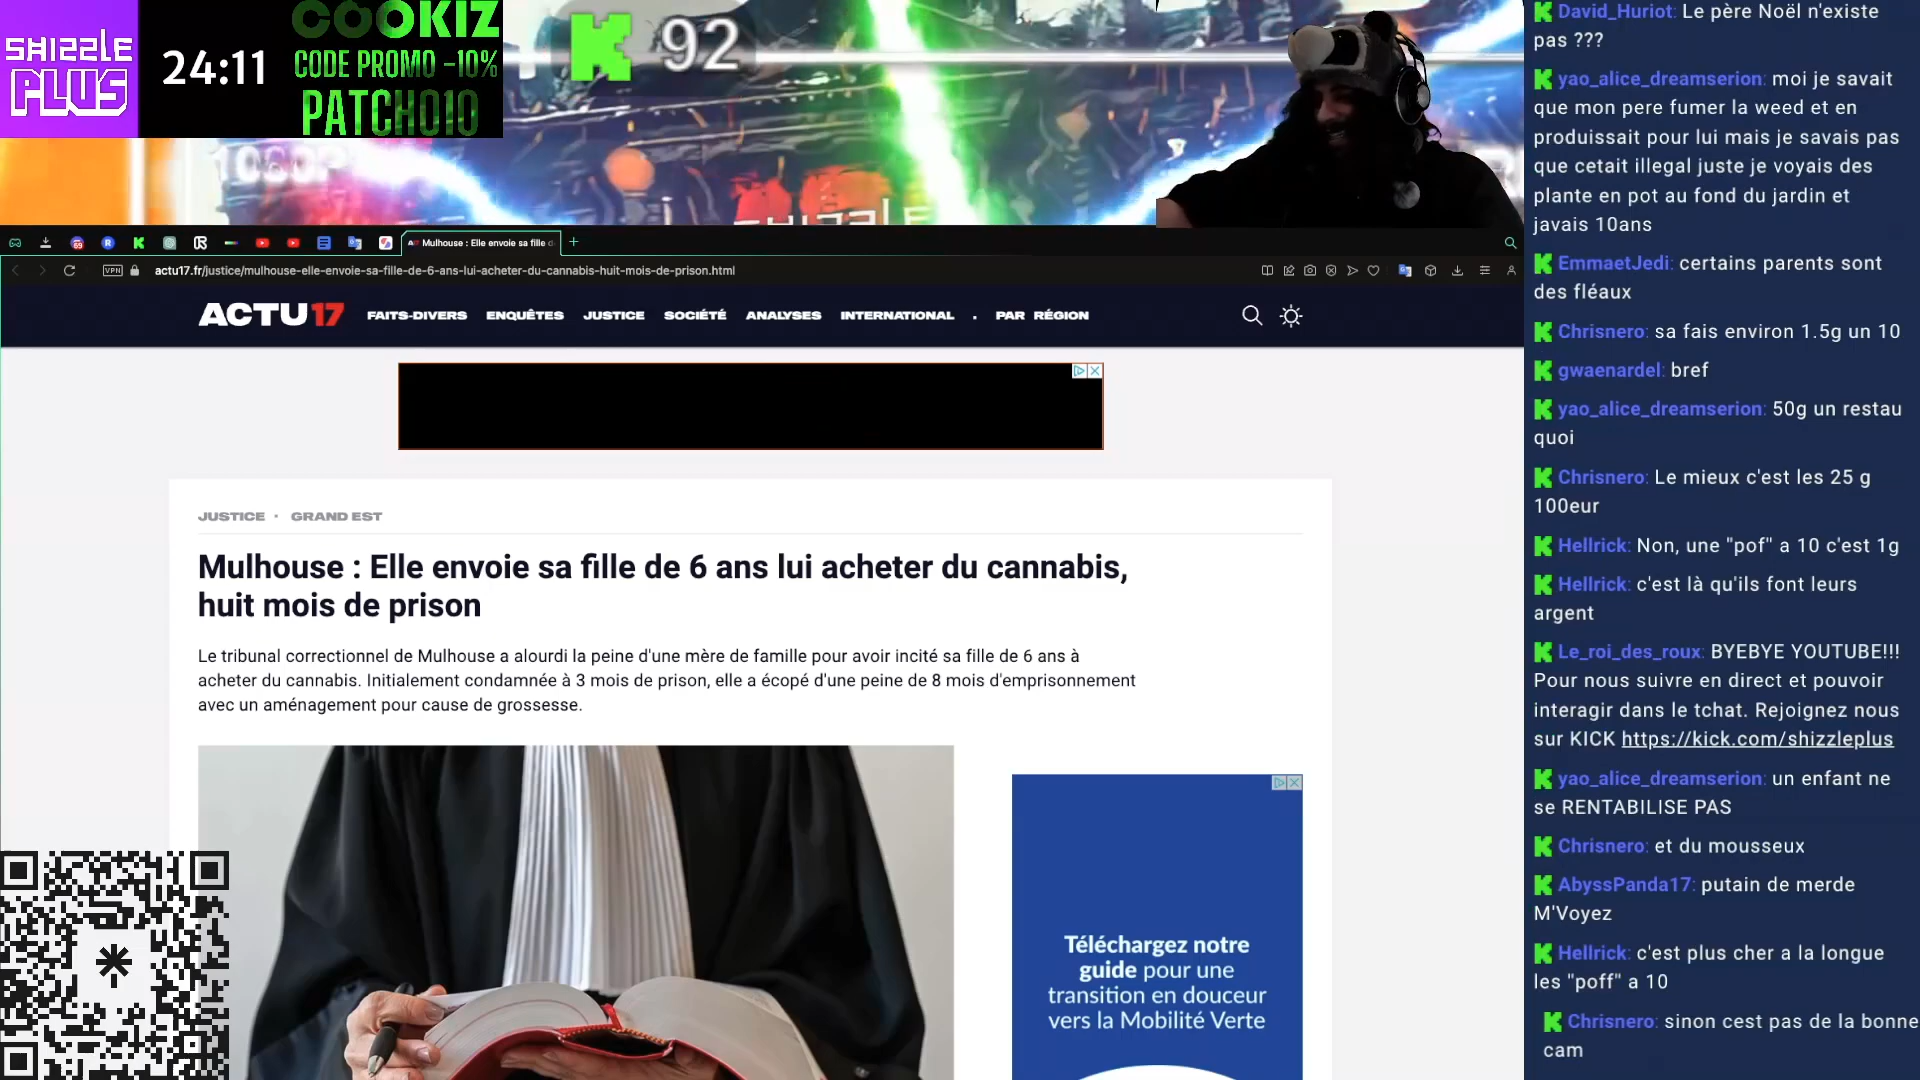 SHIZZLE
PLUS
24:11
COOKIZ
CODE PROMO -10%
PATCHO10
92
1080P
SHIZZLE
Mulhouse : Elle envoie sa fille d
VPN
actu17.fr/justice/mulhouse-elle-envoie-sa-fille-de-6-ans-lui-acheter-du-cannabis-huit-mois-de-prison.html
ACTU17
FAITS-DIVERS ENQUÊTES JUSTICE SOCIÉTÉ ANALYSES INTERNATIONAL . PAR RÉGION
JUSTICE · GRAND EST
Mulhouse : Elle envoie sa fille de 6 ans lui acheter du cannabis,
huit mois de prison
Le tribunal correctionnel de Mulhouse a alourdi la peine d'une mère de famille pour avoir incité sa fille de 6 ans à
acheter du cannabis. Initialement condamnée à 3 mois de prison, elle a écopé d'une peine de 8 mois d'emprisonnement
avec un aménagement pour cause de grossesse.
Téléchargez notre
guide pour une
transition en douceur
vers la Mobilité Verte
David_Huriot: Le père Noël n'existe
pas ???
yao_alice_dreamserion: moi je savait
que mon pere fumer la weed et en
produissait pour lui mais je savais pas
que cetait illegal juste je voyais des
plante en pot au fond du jardin et
javais 10ans
EmmaetJedi: certains parents sont
des fléaux
Chrisnero: sa fais environ 1.5g un 10
gwaenardel: bref
yao_alice_dreamserion: 50g un restau
quoi
Chrisnero: Le mieux c'est les 25 g
100eur
Hellrick: Non, une "pof" a 10 c'est 1g
Hellrick: c'est là qu'ils font leurs
argent
Le_roi_des_roux: BYEBYE YOUTUBE!!!
Pour nous suivre en direct et pouvoir
interagir dans le tchat. Rejoignez nous
sur KICK https://kick.com/shizzleplus
yao_alice_dreamserion: un enfant ne
se RENTABILISE PAS
Chrisnero: et du mousseux
AbyssPanda17: putain de merde
M'Voyez
Hellrick: c'est plus cher a la longue
les "poff" a 10
Chrisnero: sinon cest pas de la bonne
cam